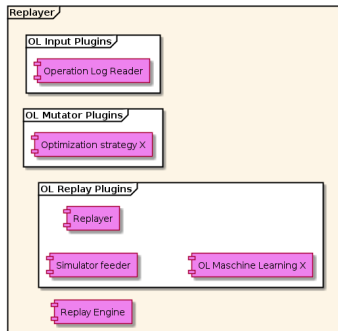 Replayer
OL Input Plugins
Operation Log Reader
OL Mutator Plugins
Optimization strategy X
OL Replay Plugins
Replayer
Simulator feeder
OL Maschine Learning X
Replay Engine